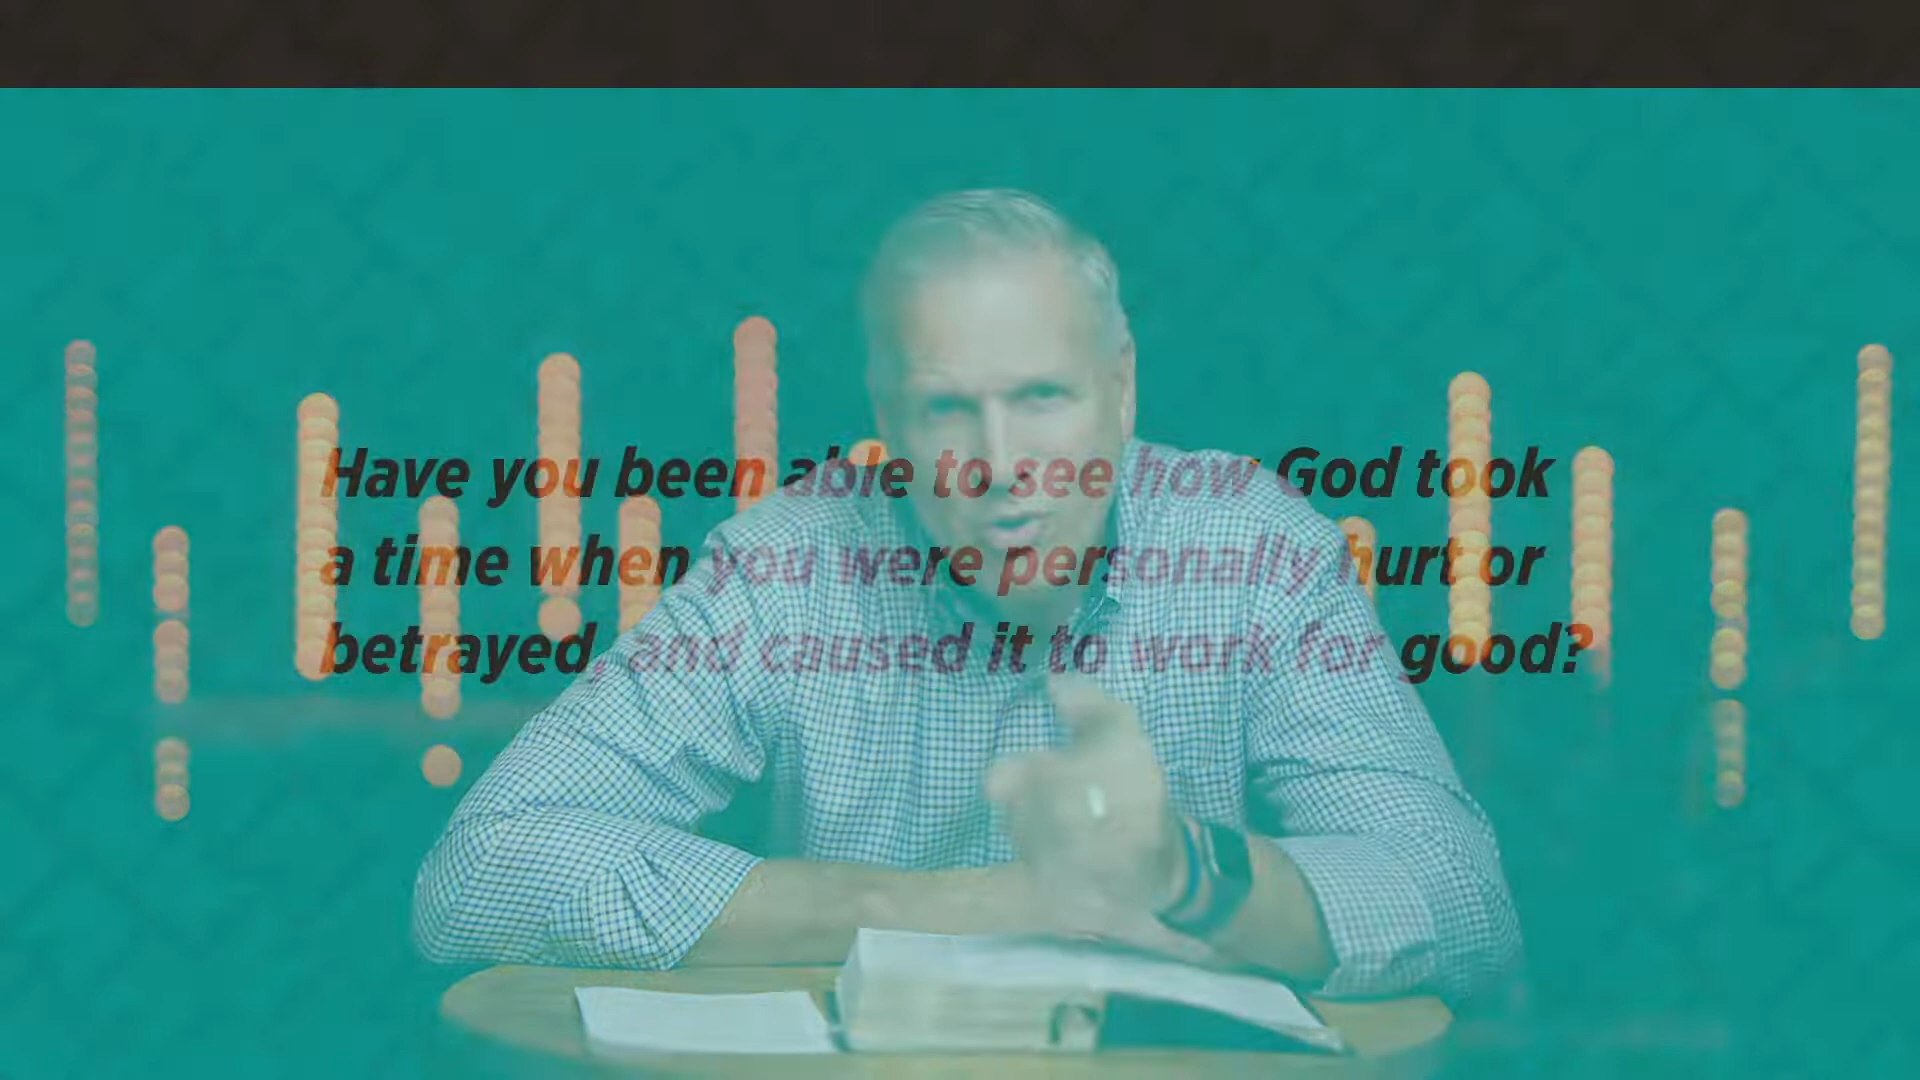 Have you been able to see how God took
a time when you were personally hurt or
betrayed, and caused it to work for good?